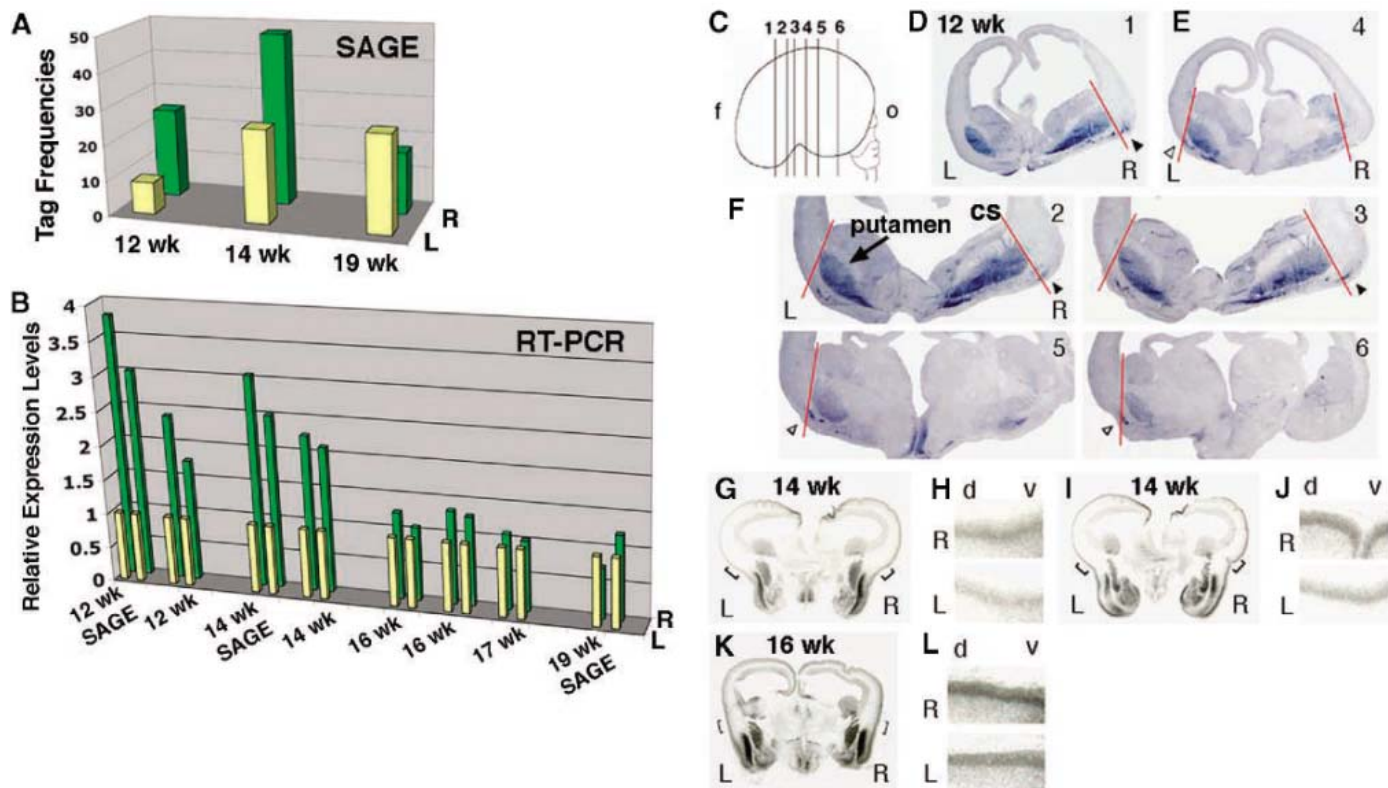 A
SAGE
Tag Frequencies
50
40
30
20
10
0
12 wk
14 wk
19 wk
R
L
B
RT-PCR
Relative Expression Levels
4
3.5
3
2.5
2
1.5
1
0.5
0
12 wk SAGE
12 wk
14 wk SAGE
14 wk
16 wk
16 wk
17 wk
19 wk SAGE
R
L
C
1 2 3 4 5 6
f
o
D
12 wk
1
L
R
E
4
L
R
F
putamen
cs
2
L
R
3
5
6
G
14 wk
L
R
H
d v
R
L
I
14 wk
L
R
J
d v
R
L
K
16 wk
L
R
L
d v
R
L